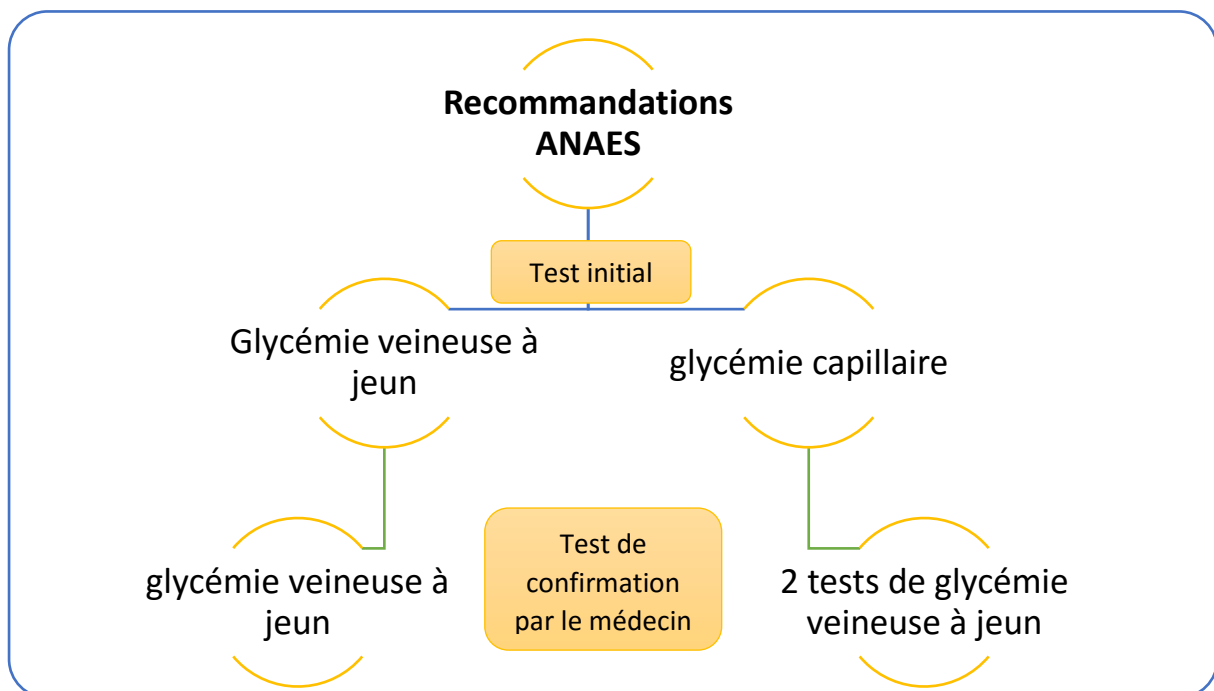 Recommandations
ANAES
Test initial
Glycémie veineuse à
jeun
glycémie capillaire
glycémie veineuse à
jeun
Test de
confirmation
par le médecin
2 tests de glycémie
veineuse à jeun